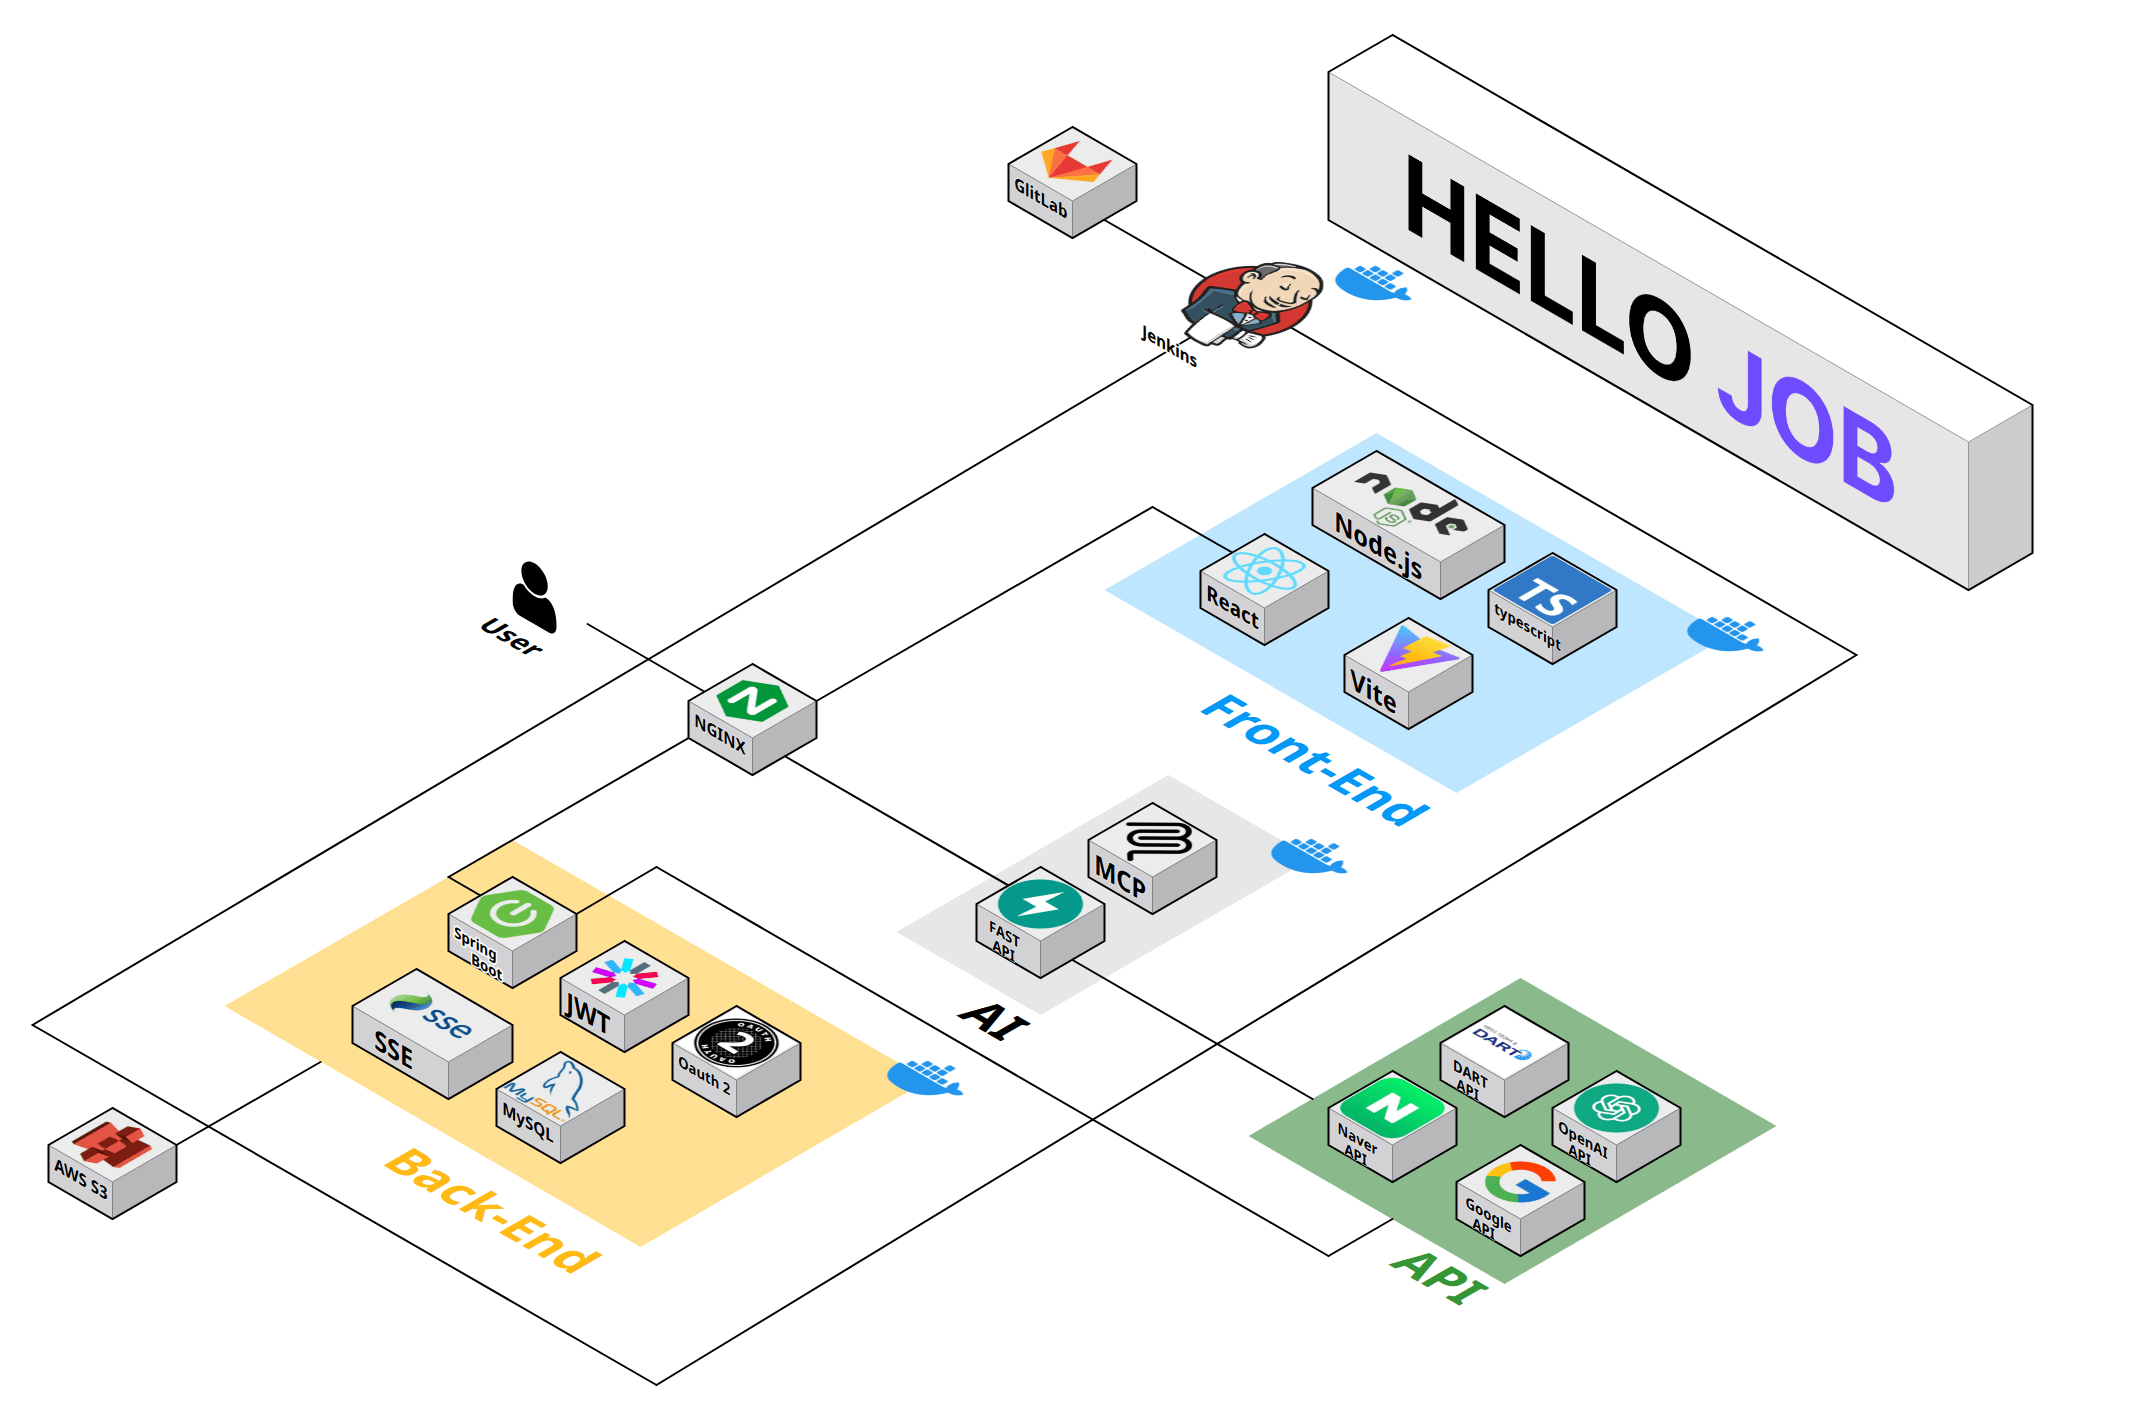 HELLO JOB
GlitLab
Jenkins
User
NGINX
node
JS
Node.js
React
TS
typescript
Vite
Front-End
MCP
FAST
API
AI
Spring
Boot
JWT
sse
SSE
OAUTH
2
OAUTH
Oauth 2
MySQL
MySQL
Back-End
AWS S3
DART
DART
API
N
Naver
API
OpenAI
API
Google
API
API